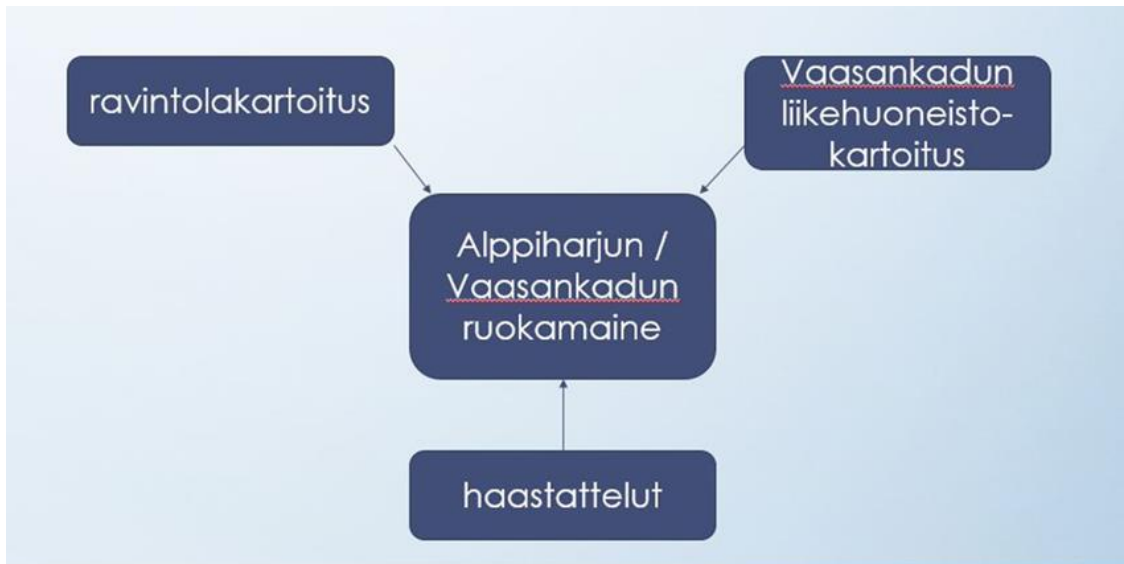 ravintolakartoitus
Vaasankadun
liikehuoneisto-
kartoitus
Alppiharjun /
Vaasankadun
ruokamaine
haastattelut